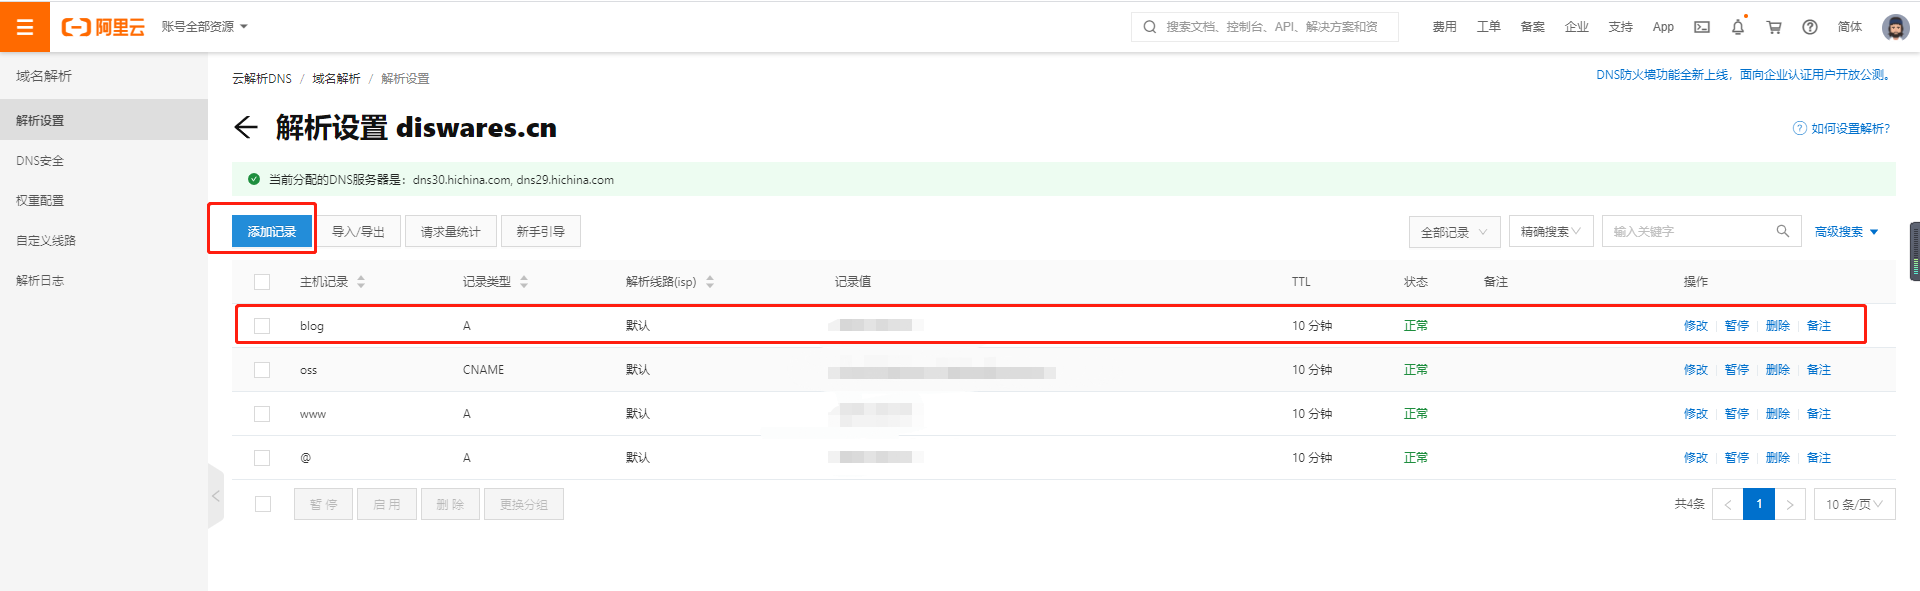 阿里云 账号全部资源 搜索文档、控制台、API、解决方案和资 费用 工单 备案 企业 支持 App 简体
域名解析
解析设置
DNS安全
权重配置
自定义线路
解析日志
云解析DNS / 域名解析 / 解析设置
DNS防火墙功能全新上线，面向企业认证用户开放公测。
解析设置 diswares.cn
如何设置解析?
当前分配的DNS服务器是：dns30.hichina.com, dns29.hichina.com
添加记录 导入/导出 请求量统计 新手引导 全部记录 精确搜索 输入关键字 高级搜索
主机记录 记录类型 解析线路(isp) 记录值 TTL 状态 备注 操作
blog A 默认 10 分钟 正常 修改 暂停 删除 备注
oss CNAME 默认 10 分钟 正常 修改 暂停 删除 备注
www A 默认 10 分钟 正常 修改 暂停 删除 备注
@ A 默认 10 分钟 正常 修改 暂停 删除 备注
暂停 启用 删除 更换分组 共4条 < 1 > 10 条/页